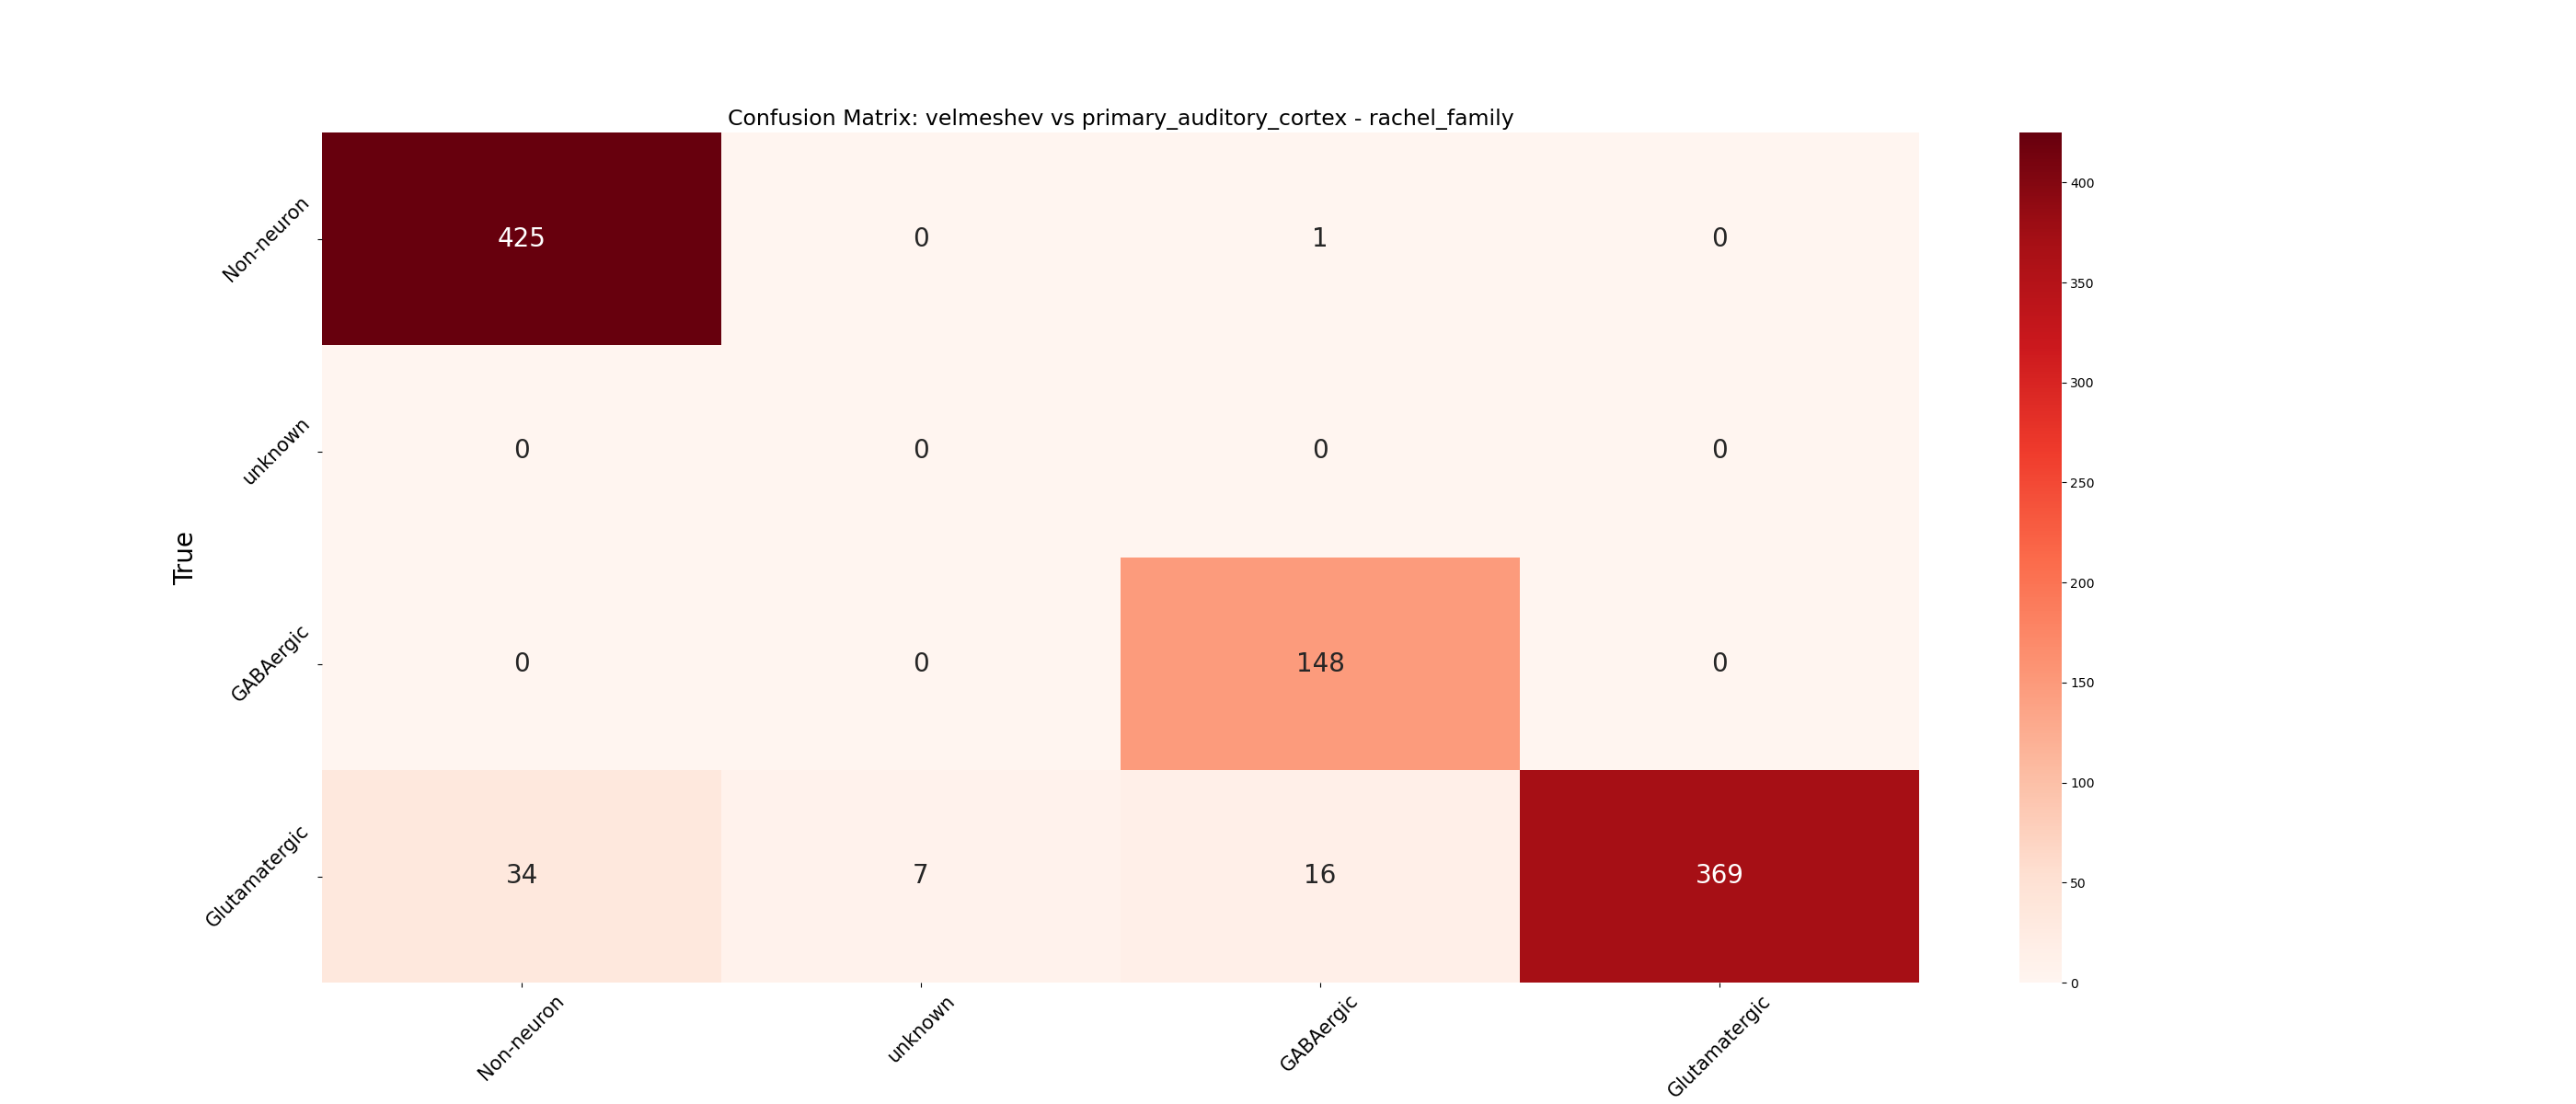 Confusion Matrix: velmeshev vs primary_auditory_cortex - rachel_family
True
Non-neuron 425 0 1 0
unknown 0 0 0 0
GABAergic 0 0 148 0
Glutamatergic 34 7 16 369
Non-neuron unknown GABAergic Glutamatergic
400
350
300
250
200
150
100
50
0